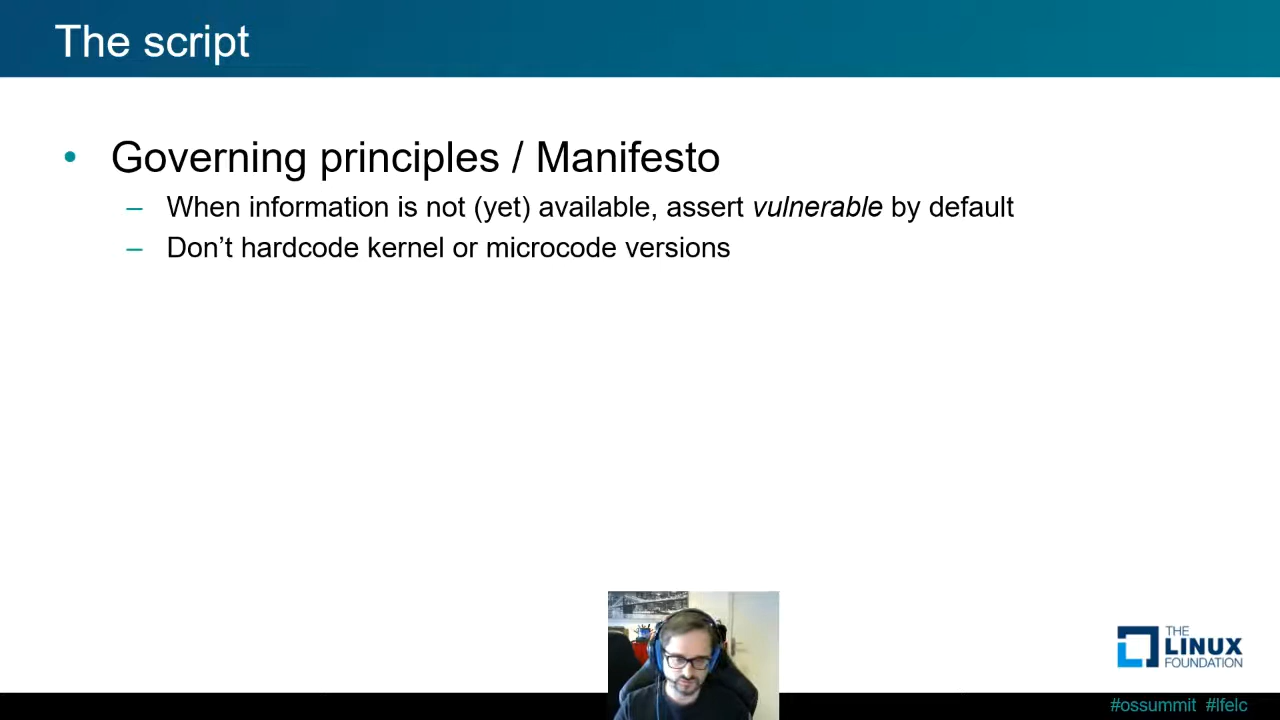 The script
• Governing principles / Manifesto
– When information is not (yet) available, assert vulnerable by default
– Don’t hardcode kernel or microcode versions
THE
LINUX
FOUNDATION
#ossummit #lfelc